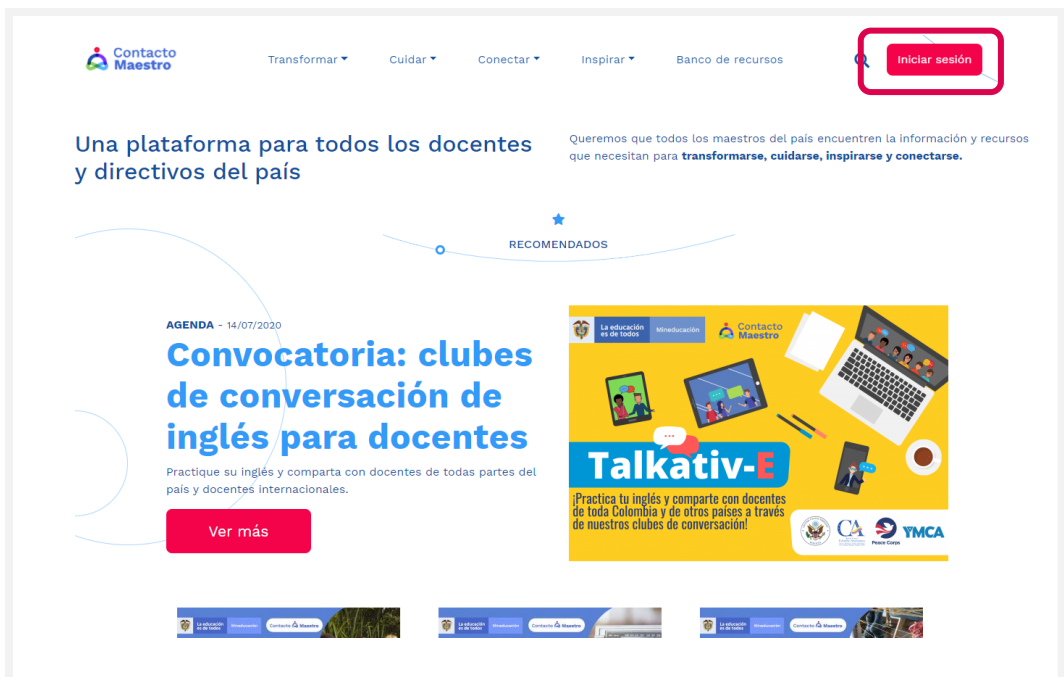 Contacto
Maestro
Transformar
Cuidar
Conectar
Inspirar
Banco de recursos
Iniciar sesión
Una plataforma para todos los docentes
y directivos del país
Queremos que todos los maestros del país encuentren la información y recursos
que necesitan para transformarse, cuidarse, inspirarse y conectarse.
RECOMENDADOS
AGENDA - 14/07/2020
Convocatoria: clubes
de conversación de
inglés para docentes
Practique su inglés y comparta con docentes de todas partes del
país y docentes internacionales.
Ver más
La educación
es de todos
Mineducación
Contacto
Maestro
Talkativ-E
¡Practica tu inglés y comparte con docentes
de toda Colombia y de otros países a través
de nuestros clubes de conversación!
CA
Peace Corps
YMCA
La educación
es de todos
Mineducación
Contacto Maestro
La educación
es de todos
Mineducación
Contacto Maestro
La educación
es de todos
Mineducación
Contacto Maestro